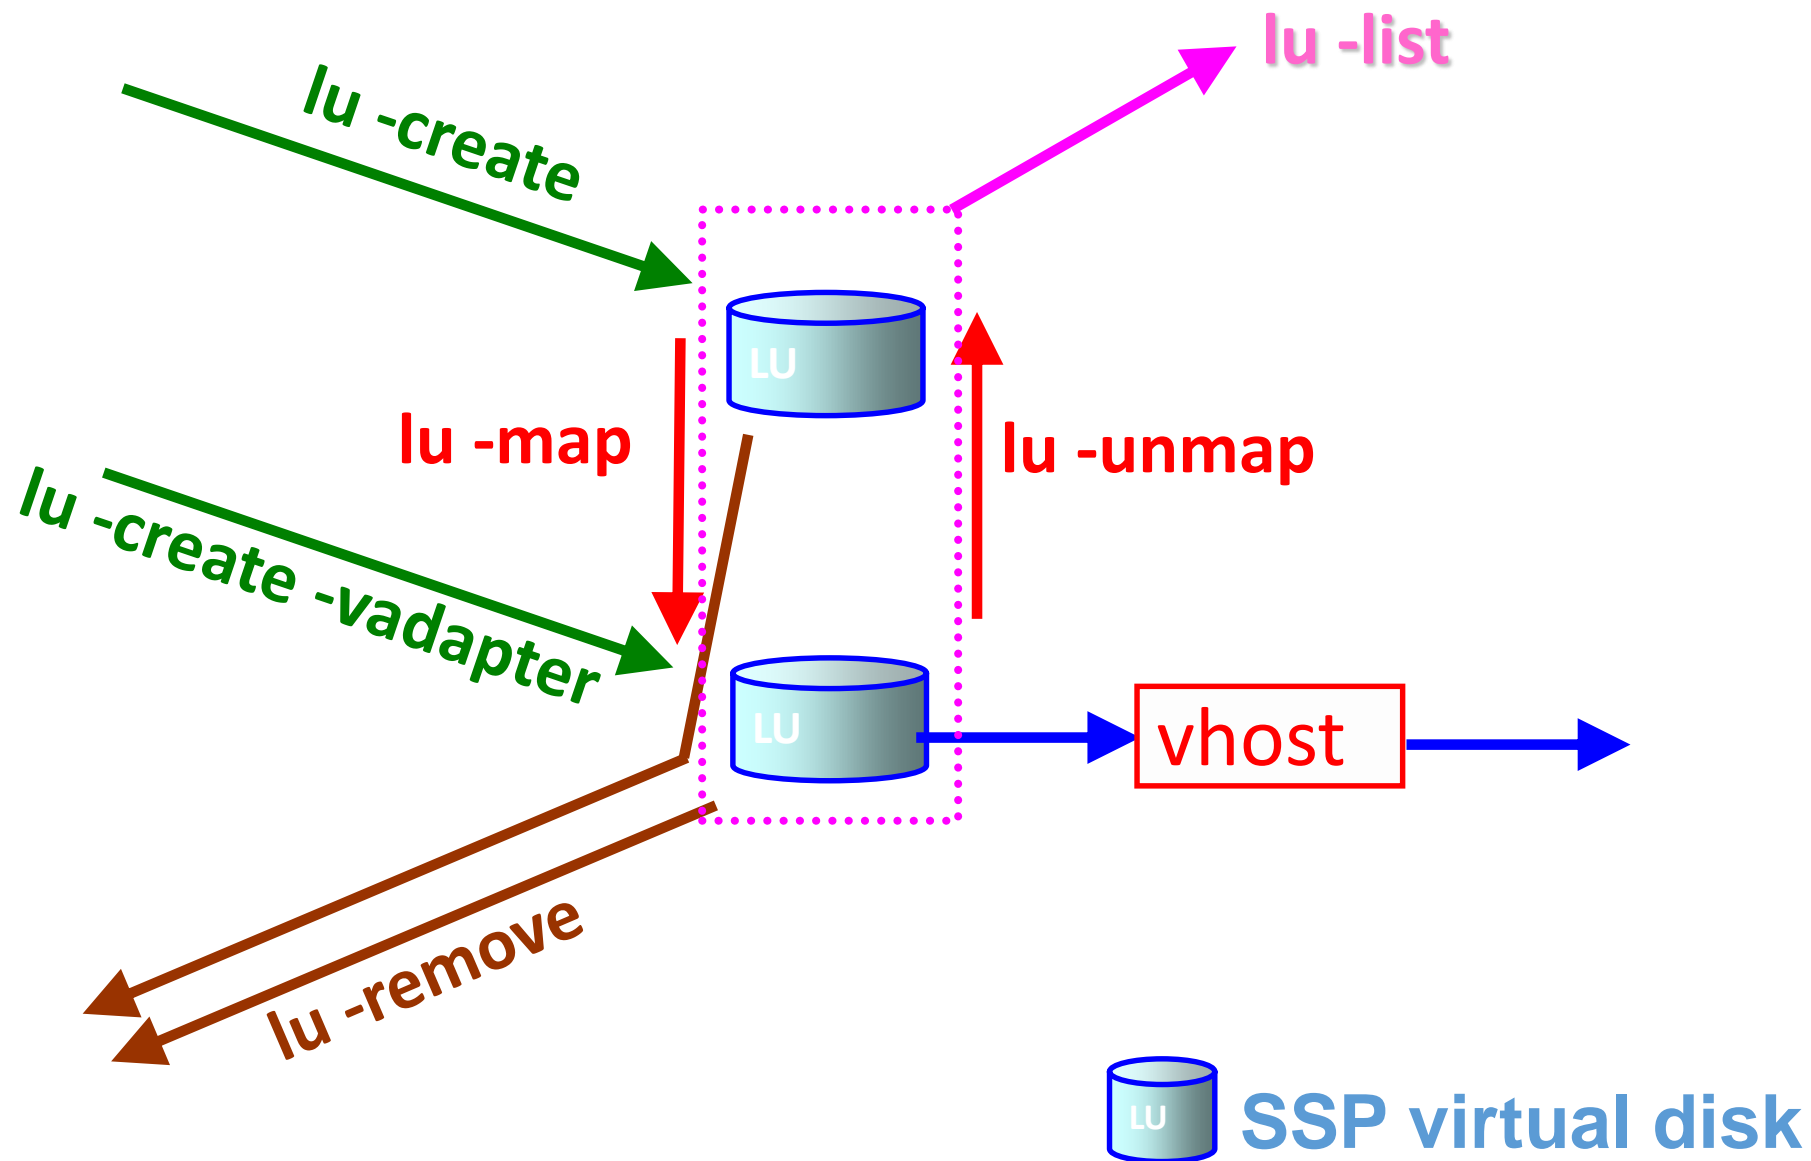 lu -list
lu -create
LU
lu -map
lu -unmap
lu -create -vadapter
LU
vhost
lu -remove
LU
SSP virtual disk